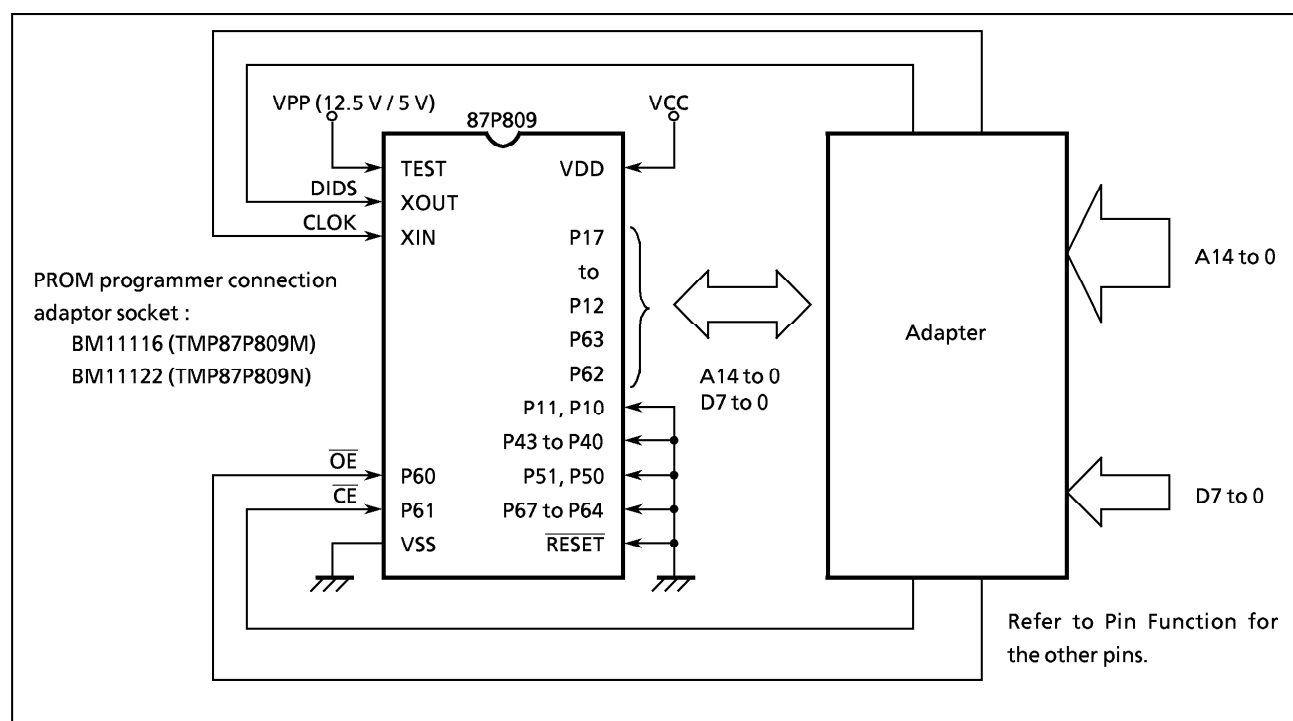 VPP (12.5 V / 5 V)
87P809
VCC
TEST
VDD
DIDS
XOUT
CLOK
XIN
P17
to
P12
P63
P62
PROM programmer connection
adaptor socket :
BM11116 (TMP87P809M)
BM11122 (TMP87P809N)
A14 to 0
D7 to 0
Adapter
A14 to 0
P11, P10
P43 to P40
OE
P60
P51, P50
CE
P61
P67 to P64
VSS
RESET
D7 to 0
Refer to Pin Function for
the other pins.